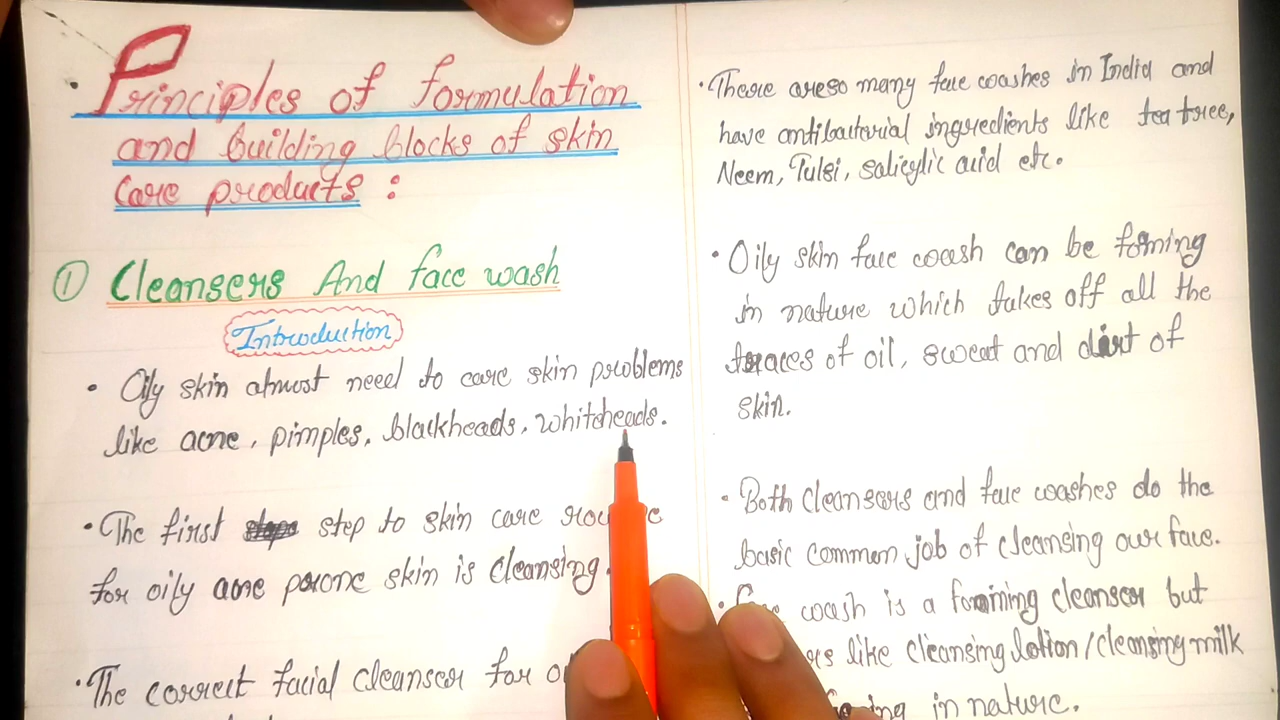 Principles of formulation
and building blocks of skin
care products :
① Cleansers And face wash
Introduction
• Oily skin almost need to care skin problems
like acne, pimples, blackheads, whiteheads.
• The first step to skin care
for oily acne prone skin is cleansing.
• The correct facial cleanser for
• There are so many face washes in India and
have antibacterial ingredients like tea tree,
Neem, Tulsi, salicylic acid etc.
• Oily skin face wash can be foming
in nature which takes off all the
traces of oil, sweat and dirt of
skin.
• Both Cleansers and face washes do the
basic common job of cleansing our face.
• wash is a foaming cleanser but
like cleansing lotion/cleansing milk
in nature.